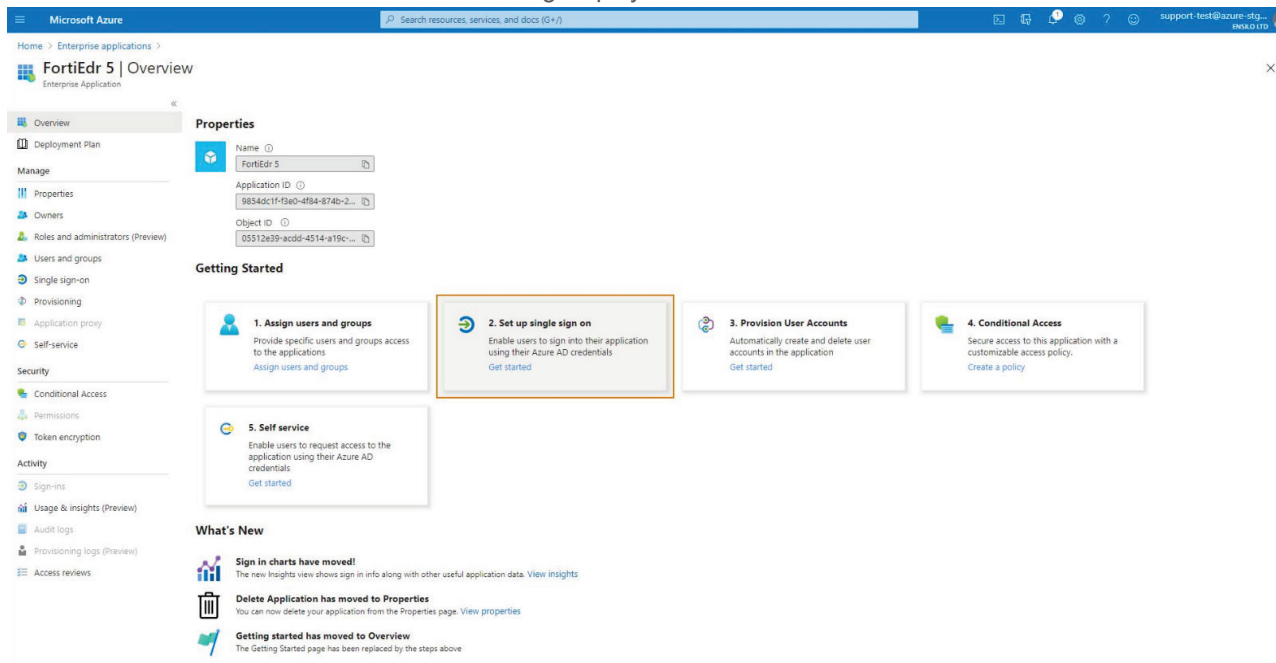 Microsoft Azure
Search resources, services, and docs (G+/)
support-test@azure-stg...
ENSILO LTD
Home > Enterprise applications >
FortiEdr 5 | Overview
Enterprise Application
Overview
Deployment Plan
Manage
Properties
Owners
Roles and administrators (Preview)
Users and groups
Single sign-on
Provisioning
Application proxy
Self-service
Security
Conditional Access
Permissions
Token encryption
Activity
Sign-ins
Usage & insights (Preview)
Audit logs
Provisioning logs (Preview)
Access reviews
Properties
Name
FortiEdr 5
Application ID
9854dc1f-f3e0-4f84-874b-2...
Object ID
05512e39-acdd-4514-a19c-...
Getting Started
1. Assign users and groups
Provide specific users and groups access
to the applications
Assign users and groups
2. Set up single sign on
Enable users to sign into their application
using their Azure AD credentials
Get started
3. Provision User Accounts
Automatically create and delete user
accounts in the application
Get started
4. Conditional Access
Secure access to this application with a
customizable access policy.
Create a policy
5. Self service
Enable users to request access to the
application using their Azure AD
credentials
Get started
What's New
Sign in charts have moved!
The new Insights view shows sign in info along with other useful application data. View insights
Delete Application has moved to Properties
You can now delete your application from the Properties page. View properties
Getting started has moved to Overview
The Getting Started page has been replaced by the steps above